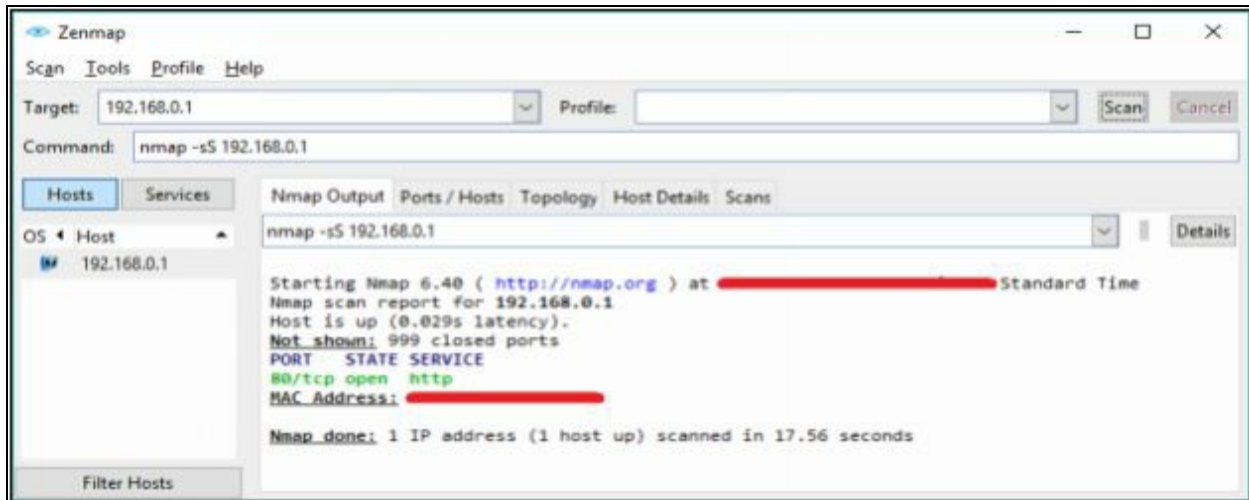 Zenmap
Scan Tools Profile Help
Target: 192.168.0.1 Profile: Scan Cancel
Command: nmap -sS 192.168.0.1
Hosts Services
Nmap Output Ports / Hosts Topology Host Details Scans
OS Host
192.168.0.1
nmap -sS 192.168.0.1 Details
Starting Nmap 6.40 ( http://nmap.org ) at Standard Time
Nmap scan report for 192.168.0.1
Host is up (0.029s latency).
Not shown: 999 closed ports
PORT STATE SERVICE
80/tcp open http
MAC Address:
Nmap done: 1 IP address (1 host up) scanned in 17.56 seconds
Filter Hosts